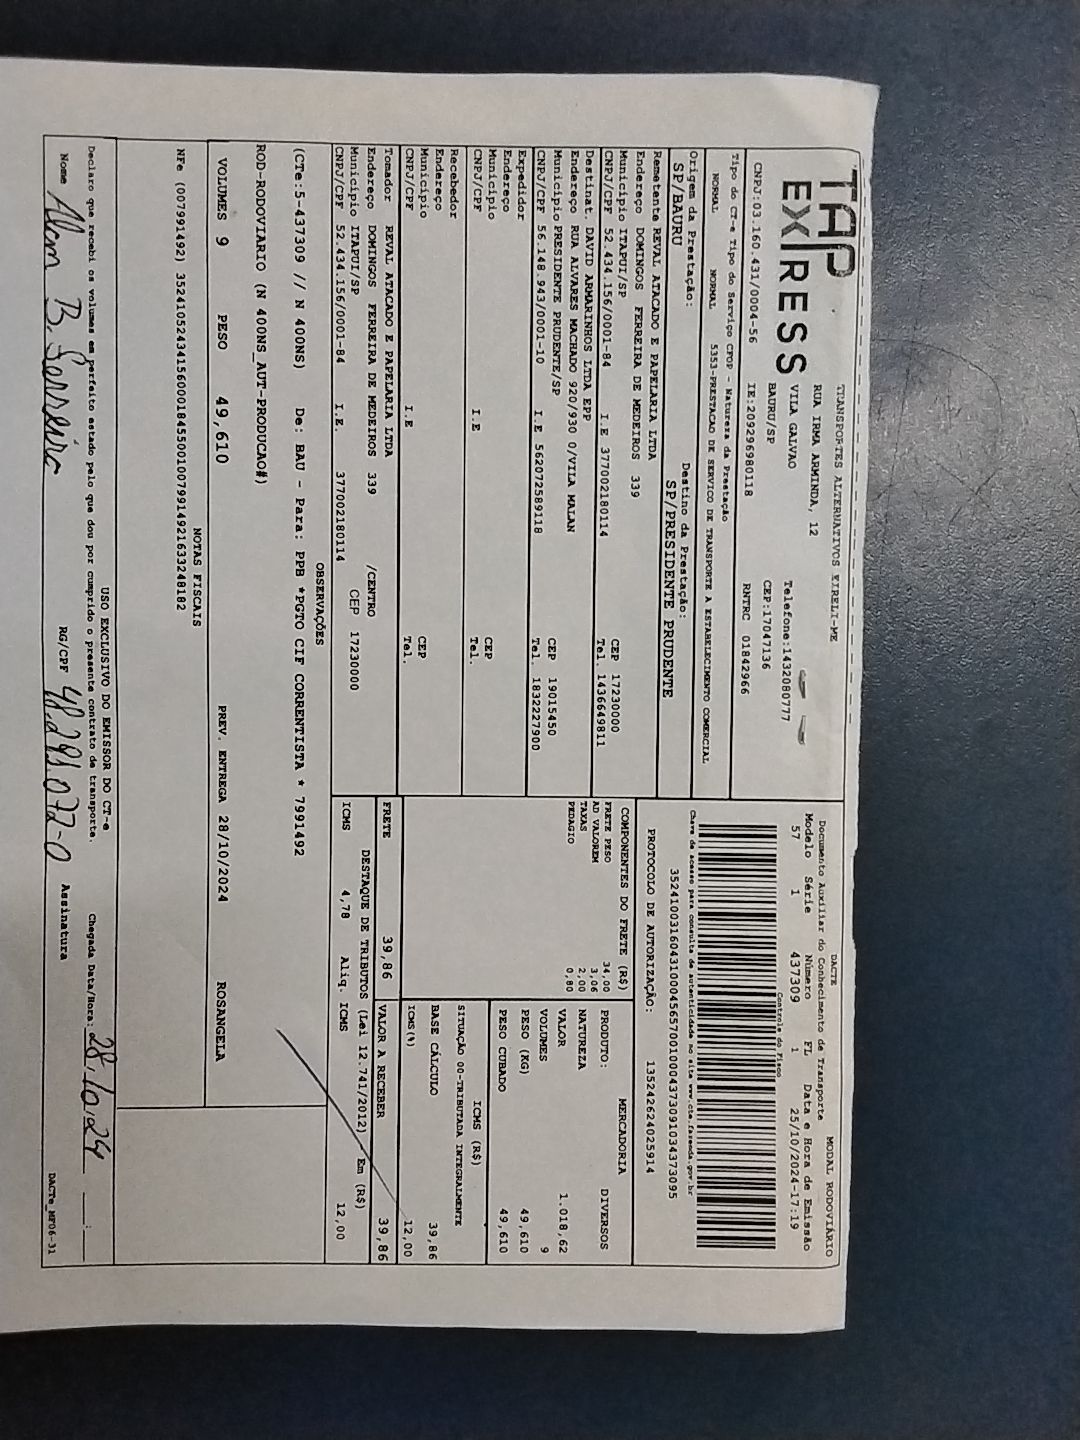 TAP
EXPRESS
TRANSPORTES ALTERNATIVOS EIRELI-ME
RUA IRMA ARMINDA, 12
VILA GALVAO Telefone:1432080777
BAURU/SP CEP:17047136
CNPJ:03.160.431/0004-56 IE:209296980118 RNTRC 01842966
DACTE MODAL RODOVIÁRIO
Documento Auxiliar do Conhecimento de Transporte
Modelo Série Número FL Data e Hora de Emissão
57 1 437309 1 25/10/2024-17:19
Controle do Fisco
Chave de acesso para consulta de autenticidade no site www.cte.fazenda.gov.br
35241003160431000456570010004373091034373095
PROTOCOLO DE AUTORIZAÇÃO: 135242624025914
Tipo do CT-e Tipo do Serviço CFOP - Natureza da Prestação
NORMAL NORMAL 5353-PRESTACAO DE SERVICO DE TRANSPORTE A ESTABELECIMENTO COMERCIAL
Origem da Prestação: Destino da Prestação:
SP/BAURU SP/PRESIDENTE PRUDENTE
Remetente REVAL ATACADO E PAPELARIA LTDA
Endereço DOMINGOS FERREIRA DE MEDEIROS 339
Município ITAPUI/SP CEP 17230000
CNPJ/CPF 52.434.156/0001-84 I.E 377002180114 Tel. 1436649811
Destinat. DAVID ARMARINHOS LTDA EPP
Endereço RUA ALVARES MACHADO 920/930 0/VILA MALAN
Município PRESIDENTE PRUDENTE/SP CEP 19015450
CNPJ/CPF 56.148.943/0001-10 I.E 562072589118 Tel. 1832227900
Expedidor
Endereço
Município CEP
CNPJ/CPF I.E Tel.
Recebedor
Endereço
Município CEP
CNPJ/CPF I.E Tel.
Tomador REVAL ATACADO E PAPELARIA LTDA
Endereço DOMINGOS FERREIRA DE MEDEIROS 339 /CENTRO
Município ITAPUI/SP CEP 17230000
CNPJ/CPF 52.434.156/0001-84 I.E. 377002180114
COMPONENTES DO FRETE (R$)
FRETE PESO 34,00
AD VALOREM 3,06
TAXAS 2,00
PEDAGIO 0,80
MERCADORIA
PRODUTO: DIVERSOS
NATUREZA
VALOR 1.018,62
VOLUMES 9
PESO (KG) 49,610
PESO CUBADO 49,610
ICMS (R$)
SITUAÇÃO 00-TRIBUTADA INTEGRALMENTE
BASE CÁLCULO 39,86
ICMS(%) 12,00
FRETE 39,86 VALOR A RECEBER 39,86
DESTAQUE DE TRIBUTOS (Lei 12.741/2012) Em (R$)
ICMS 4,78 Aliq. ICMS 12,00
OBSERVAÇÕES
(CTe:5-437309 // N 400NS) De: BAU - Para: PPB *PGTO CIF CORRENTISTA * 7991492
ROD-RODOVIARIO (N 400NS_AUT-PRODUCAO#)
VOLUMES 9 PESO 49,610 PREV. ENTREGA 28/10/2024 ROSANGELA
NOTAS FISCAIS
NFe (007991492) 35241052434156000184550010079914921633248182
USO EXCLUSIVO DO EMISSOR DO CT-e
Declaro que recebi os volumes em perfeito estado pelo que dou por cumprido o presente contrato de transporte. Chegada Data/Hora: 28.10.24 __:__
Nome B. Ferreira RG/CPF 48.291.072-0 Assinatura
DACTe_MF06-31